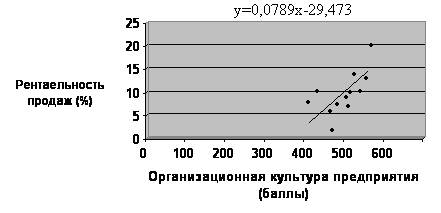 y=0,0789x-29,473
25
20
15
10
5
0
Рентаельность
продаж (%)
0 100 200 300 400 500 600
Организационная культура предприятия
(баллы)